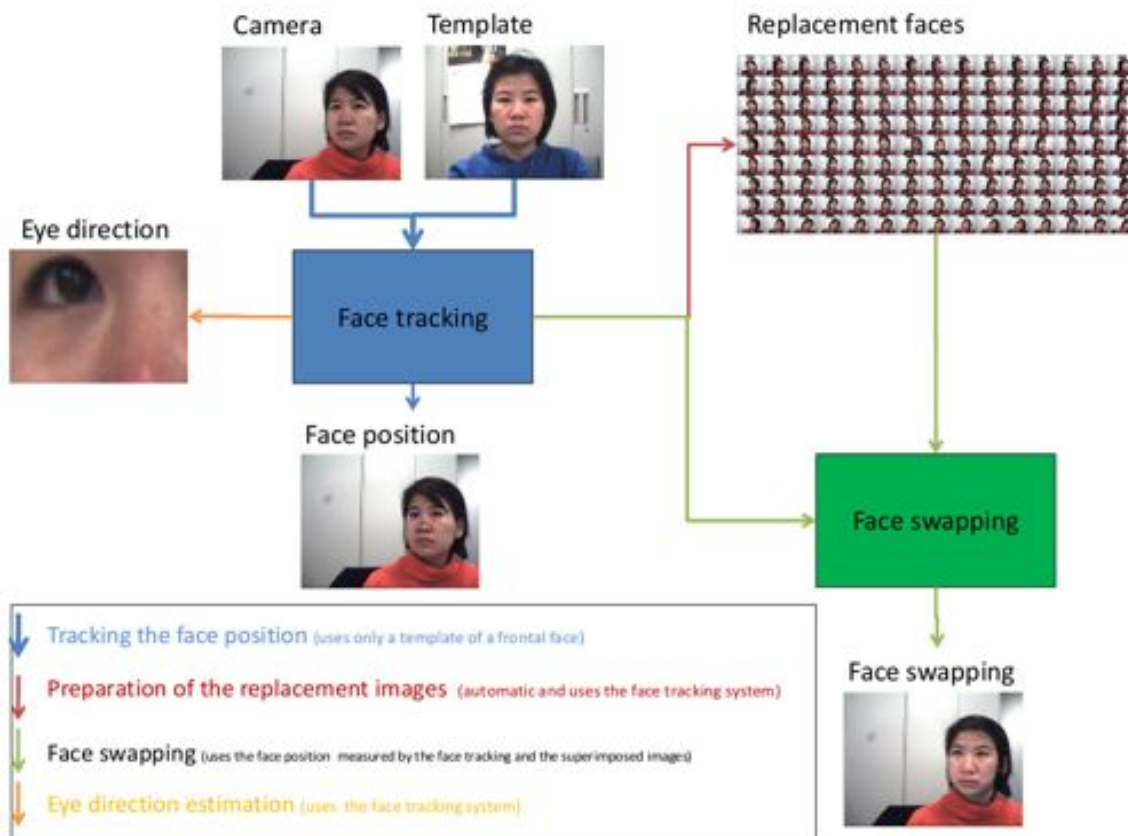 Camera
Template
Replacement faces
Eye direction
Face tracking
Face position
Face swapping
Face swapping
Tracking the face position (uses only a template of a frontal face)
Preparation of the replacement images (automatic and uses the face tracking system)
Face swapping (uses the face position measured by the face tracking and the superimposed images)
Eye direction estimation (uses the face tracking system)